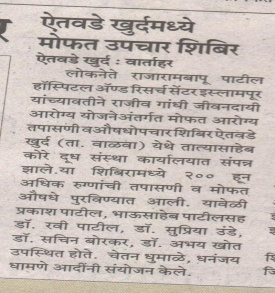 ऐतवडे खुर्दमध्ये
मोफत उपचार शिबिर
ऐतवडे खुर्द : वार्ताहर
लोकनेते राजारामबापू पाटील
हॉस्पिटल ॲण्ड रिसर्च सेंटर इस्लामपूर
यांच्यावतीने राजीव गांधी जीवनदायी
आरोग्य योजनेअंतर्गत मोफत आरोग्य
तपासणी व औषधोपचार शिबिर ऐतवडे
खुर्द (ता. वाळवा) येथे तात्यासाहेब
कोरे दूध संस्था कार्यालयात संपन्न
झाले. या शिबिरामध्ये २०० हून
अधिक रुग्णांची तपासणी व मोफत
औषधे पुरविण्यात आली. यावेळी
प्रकाश पाटील, भाऊसाहेब पाटीलसह
डॉ. रवी पाटील, डॉ. सुप्रिया उंडे,
डॉ. सचिन बोरकर, डॉ. अभय खोत
उपस्थित होते. चेतन धुमाळे, धनंजय
धामणे आदींनी संयोजन केले.